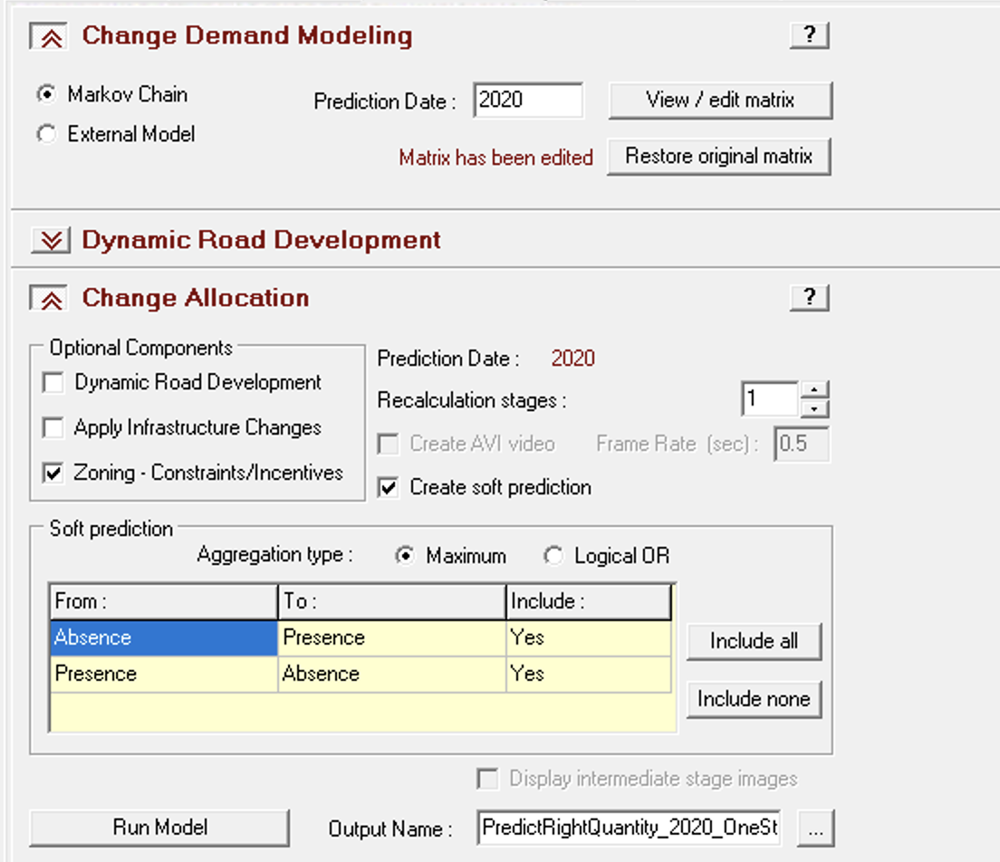 Change Demand Modeling
?
Markov Chain
Prediction Date :
2020
View / edit matrix
External Model
Matrix has been edited
Restore original matrix
Dynamic Road Development
Change Allocation
?
Optional Components
Dynamic Road Development
Apply Infrastructure Changes
Zoning - Constraints/Incentives
Prediction Date :
2020
Recalculation stages :
1
Create AVI video
Frame Rate (sec) :
0.5
Create soft prediction
Soft prediction
Aggregation type :
Maximum
Logical OR
From :
To :
Include :
Absence
Presence
Yes
Presence
Absence
Yes
Include all
Include none
Display intermediate stage images
Run Model
Output Name :
PredictRightQuantity_2020_OneSt
...